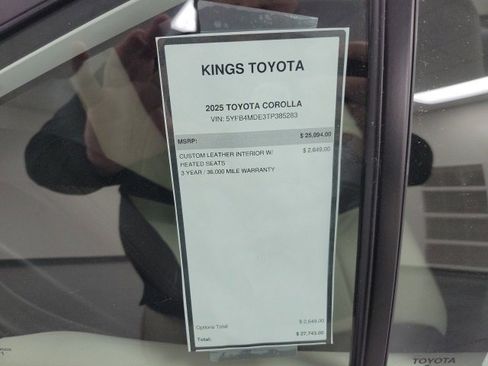 KINGS TOYOTA
2025 TOYOTA COROLLA
VIN: 5YFB4MDE3TP385283
MSRP: $ 25,094.00
CUSTOM LEATHER INTERIOR W/ $ 2,649.00
HEATED SEATS
3 YEAR / 36,000 MILE WARRANTY
Options Total: $ 2,649.00
Total: $ 27,743.00
TOYOTA